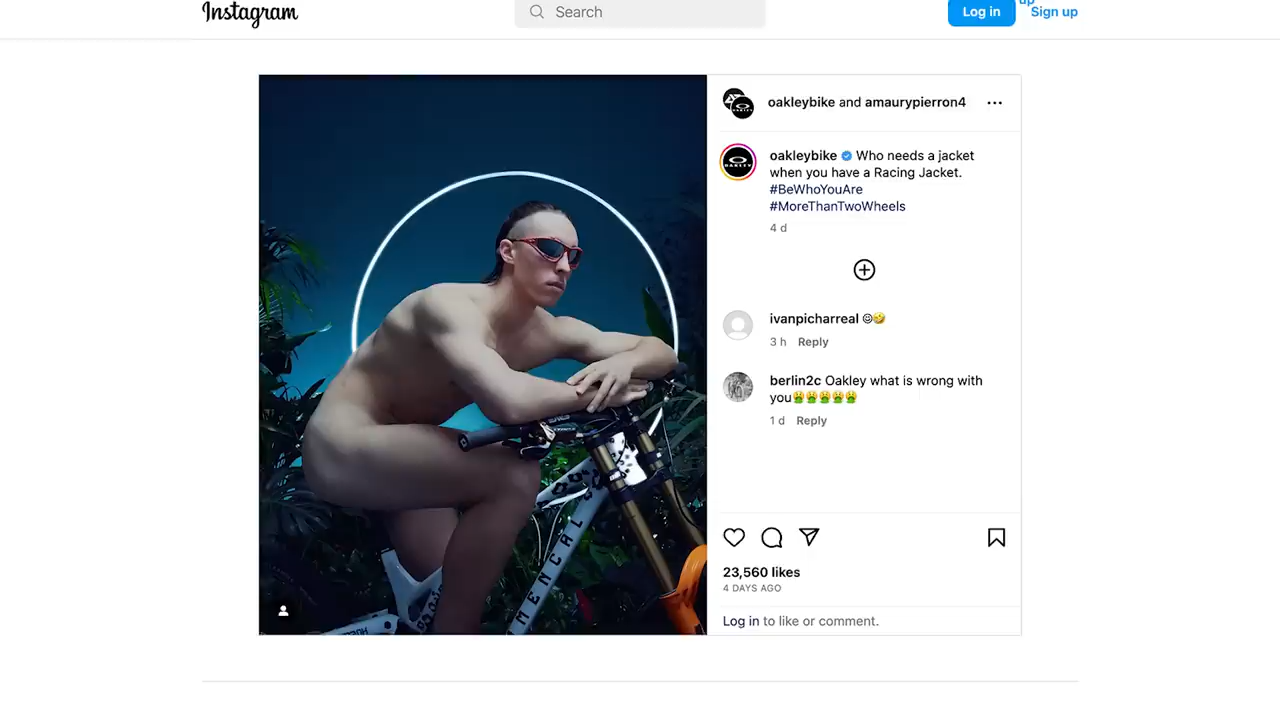 Instagram
Search
Log in
up
Sign up
oakleybike and amaurypierron4
oakleybike Who needs a jacket
when you have a Racing Jacket.
#BeWhoYouAre
#MoreThanTwoWheels
4 d
ivanpicharreal ☺🤣
3 h Reply
berlin2c Oakley what is wrong with
you🤮🤮🤮🤮🤮
1 d Reply
MENCAL
23,560 likes
4 DAYS AGO
Log in to like or comment.